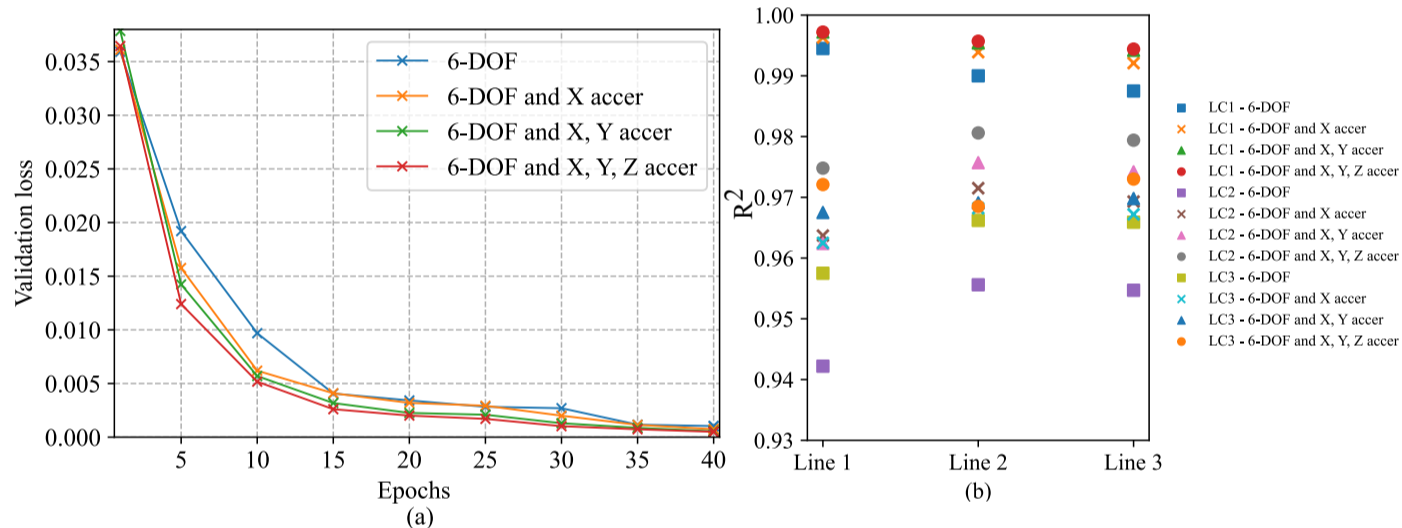 0.035
0.030
0.025
0.020
0.015
0.010
0.005
0.000
Validation loss
5 10 15 20 25 30 35 40
Epochs
(a)
6-DOF
6-DOF and X accer
6-DOF and X, Y accer
6-DOF and X, Y, Z accer
1.00
0.99
0.98
0.97
0.96
0.95
0.94
0.93
R²
Line 1 Line 2 Line 3
(b)
LC1 - 6-DOF
LC1 - 6-DOF and X accer
LC1 - 6-DOF and X, Y accer
LC1 - 6-DOF and X, Y, Z accer
LC2 - 6-DOF
LC2 - 6-DOF and X accer
LC2 - 6-DOF and X, Y accer
LC2 - 6-DOF and X, Y, Z accer
LC3 - 6-DOF
LC3 - 6-DOF and X accer
LC3 - 6-DOF and X, Y accer
LC3 - 6-DOF and X, Y, Z accer